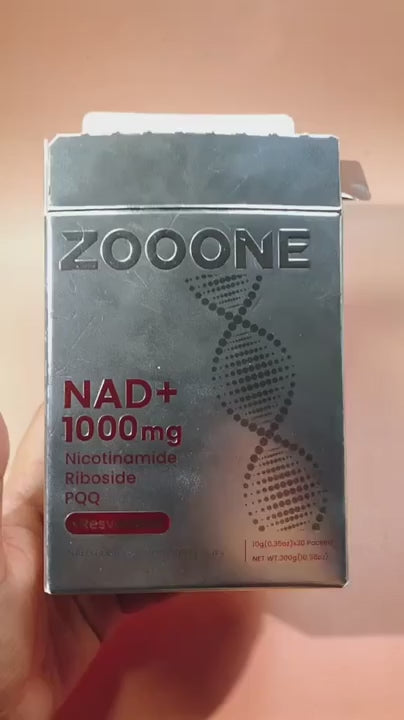 ZOOONE
NAD+
1000mg
Nicotinamide
Riboside
PQQ
10g(0.35oz)x30 Packets
NET WT.300g(10.58oz)